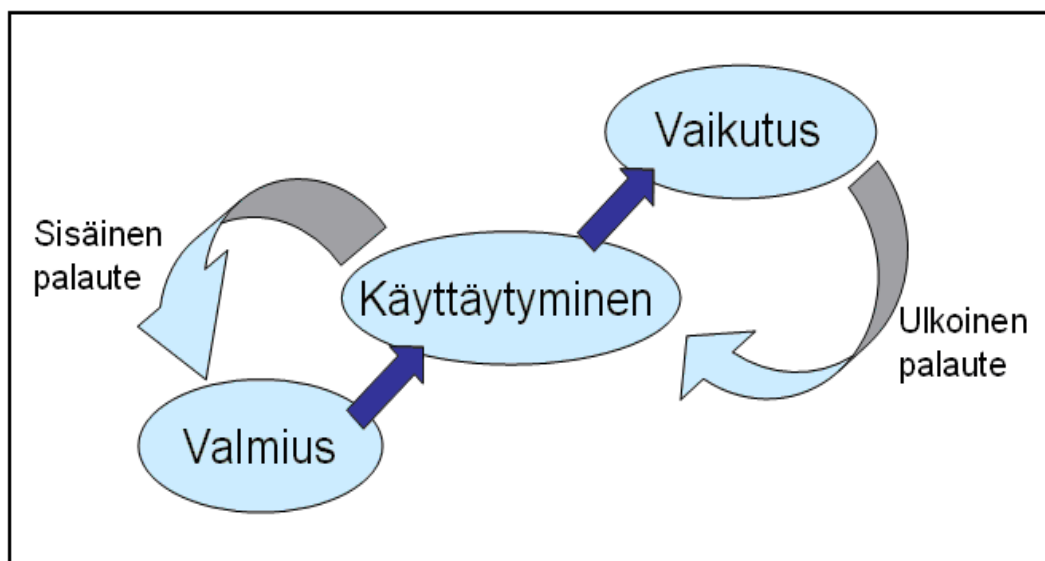 Vaikutus
Sisäinen
palaute
Käyttäytyminen
Ulkoinen
palaute
Valmius